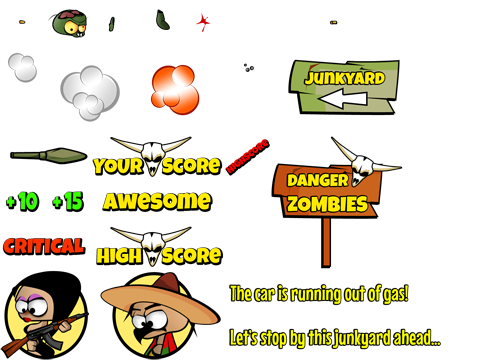 JUNKYARD
YOUR SCORE
HIGHSCORE
DANGER
ZOMBIES
+10 +15
AWESOME
CRITICAL
HIGH SCORE
The car is running out of gas!
Let's stop by this junkyard ahead...